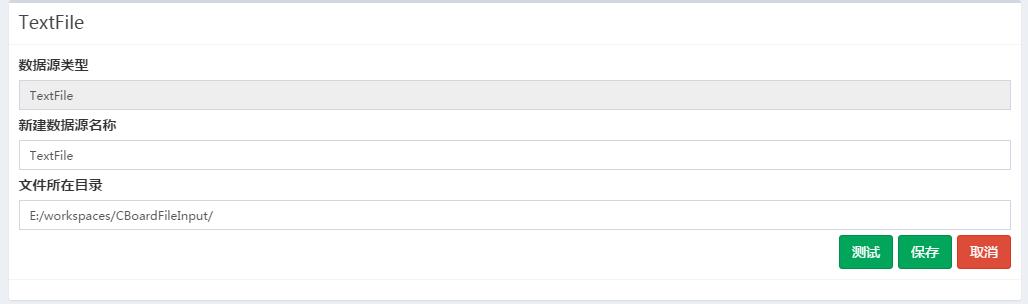 TextFile
数据源类型
TextFile
新建数据源名称
TextFile
文件所在目录
E:/workspaces/CBoardFileInput/
测试 保存 取消